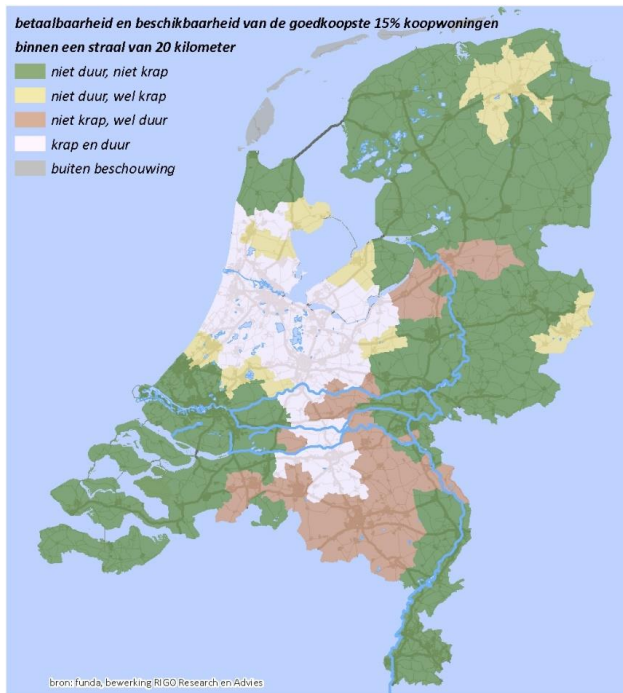 betaalbaarheid en beschikbaarheid van de goedkoopste 15% koopwoningen
binnen een straal van 20 kilometer
niet duur, niet krap
niet duur, wel krap
niet krap, wel duur
krap en duur
buiten beschouwing
bron: funda, bewerking RIGO Research en Advies